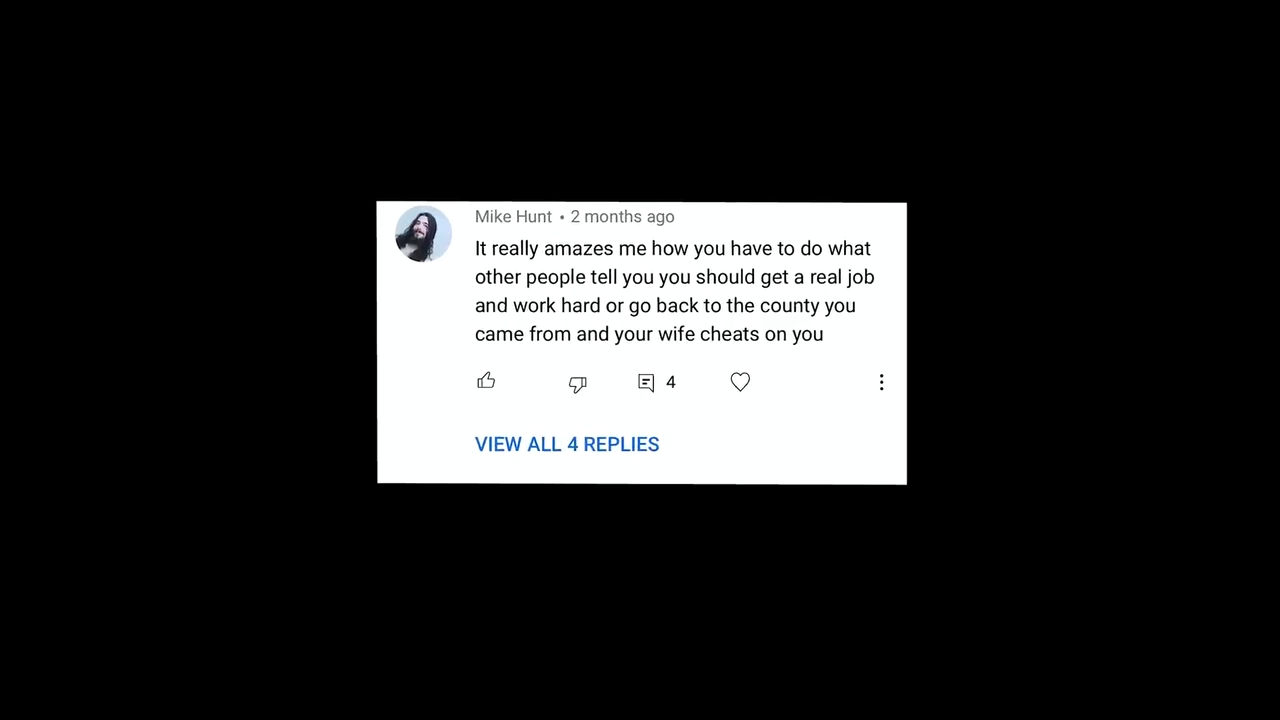 Mike Hunt • 2 months ago
It really amazes me how you have to do what
other people tell you you should get a real job
and work hard or go back to the county you
came from and your wife cheats on you
4
VIEW ALL 4 REPLIES